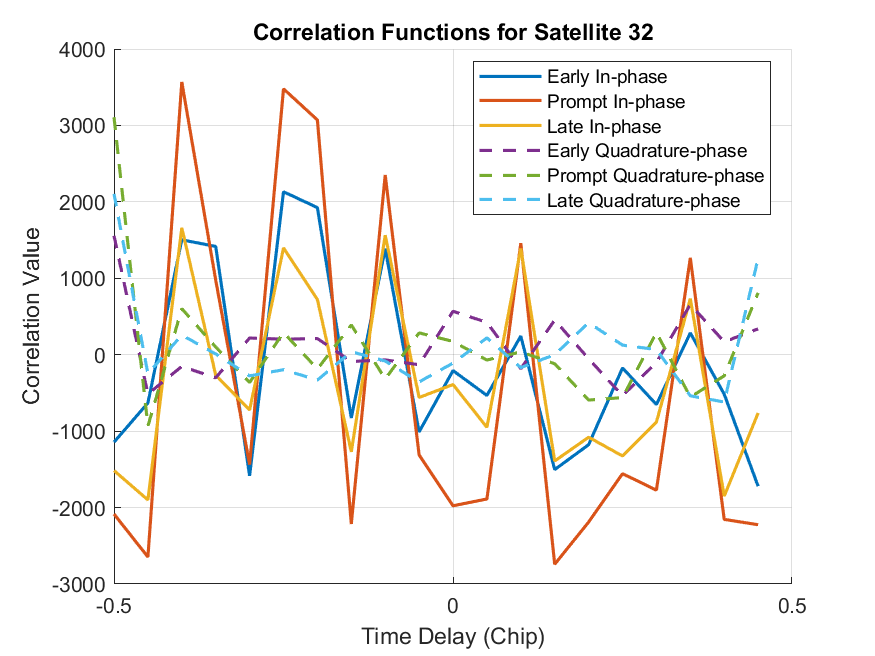 Correlation Functions for Satellite 32
4000
3000
2000
1000
0
-1000
-2000
-3000
Correlation Value
Early In-phase
Prompt In-phase
Late In-phase
Early Quadrature-phase
Prompt Quadrature-phase
Late Quadrature-phase
-0.5 0 0.5
Time Delay (Chip)